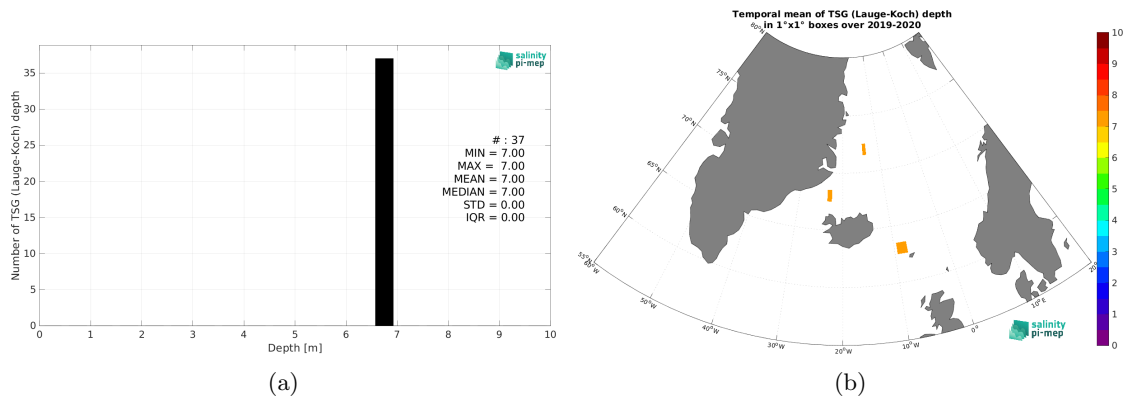 35
30
25
20
15
10
5
0
Number of TSG (Lauge-Koch) depth
salinity
pi-mep
# : 37
MIN = 7.00
MAX = 7.00
MEAN = 7.00
MEDIAN = 7.00
STD = 0.00
IQR = 0.00
0 1 2 3 4 5 6 7 8 9 10
Depth [m]
(a)
Temporal mean of TSG (Lauge-Koch) depth
in 1°x1° boxes over 2019-2020
80°N
75°N
70°N
65°N
60°N
55°N
60°W
50°W
40°W
30°W
20°W
10°W
0°
10°E
10
9
8
7
6
5
4
3
2
1
0
salinity
pi-mep
(b)